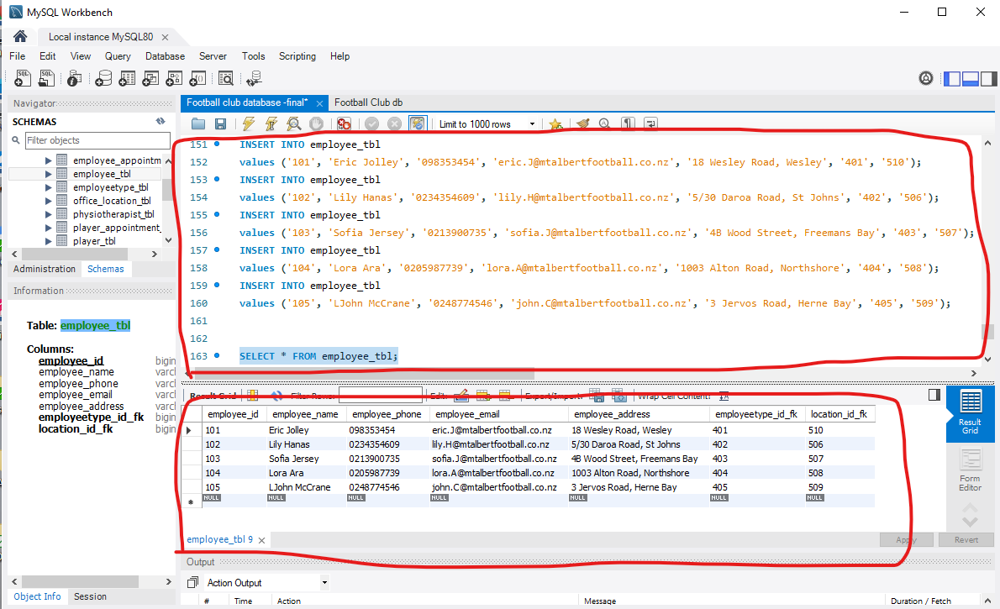 MySQL Workbench
Local instance MySQL80
File Edit View Query Database Server Tools Scripting Help
Navigator
SCHEMAS
Filter objects
employee_appointm
employee_tbl
employeetype_tbl
office_location_tbl
physiotherapist_tbl
player_appointment_
player_tbl
Administration Schemas
Information
Table: employee_tbl
Columns:
employee_id bigin
employee_name varcl
employee_phone varcl
employee_email varcl
employee_address varcl
employeetype_id_fk bigin
location_id_fk bigin
Object Info Session
Football club database -final* Football Club db
Limit to 1000 rows
151 INSERT INTO employee_tbl
152 values ('101', 'Eric Jolley', '098353454', 'eric.J@mtalbertfootball.co.nz', '18 Wesley Road, Wesley', '401', '510');
153 INSERT INTO employee_tbl
154 values ('102', 'Lily Hanas', '0234354609', 'lily.H@mtalbertfootball.co.nz', '5/30 Daroa Road, St Johns', '402', '506');
155 INSERT INTO employee_tbl
156 values ('103', 'Sofia Jersey', '0213900735', 'sofia.J@mtalbertfootball.co.nz', '4B Wood Street, Freemans Bay', '403', '507');
157 INSERT INTO employee_tbl
158 values ('104', 'Lora Ara', '0205987739', 'lora.A@mtalbertfootball.co.nz', '1003 Alton Road, Northshore', '404', '508');
159 INSERT INTO employee_tbl
160 values ('105', 'LJohn McCrane', '0248774546', 'john.C@mtalbertfootball.co.nz', '3 Jervos Road, Herne Bay', '405', '509');
161
162
163 SELECT * FROM employee_tbl;
Result Grid Filter Rows: Edit: Export/Import: Wrap Cell Content:
employee_id employee_name employee_phone employee_email employee_address employeetype_id_fk location_id_fk
101 Eric Jolley 098353454 eric.J@mtalbertfootball.co.nz 18 Wesley Road, Wesley 401 510
102 Lily Hanas 0234354609 lily.H@mtalbertfootball.co.nz 5/30 Daroa Road, St Johns 402 506
103 Sofia Jersey 0213900735 sofia.J@mtalbertfootball.co.nz 4B Wood Street, Freemans Bay 403 507
104 Lora Ara 0205987739 lora.A@mtalbertfootball.co.nz 1003 Alton Road, Northshore 404 508
105 LJohn McCrane 0248774546 john.C@mtalbertfootball.co.nz 3 Jervos Road, Herne Bay 405 509
NULL NULL NULL NULL NULL NULL NULL
Result
Grid
Form
Editor
employee_tbl 9
Apply Revert
Output
Action Output
# Time Action Message Duration / Fetch